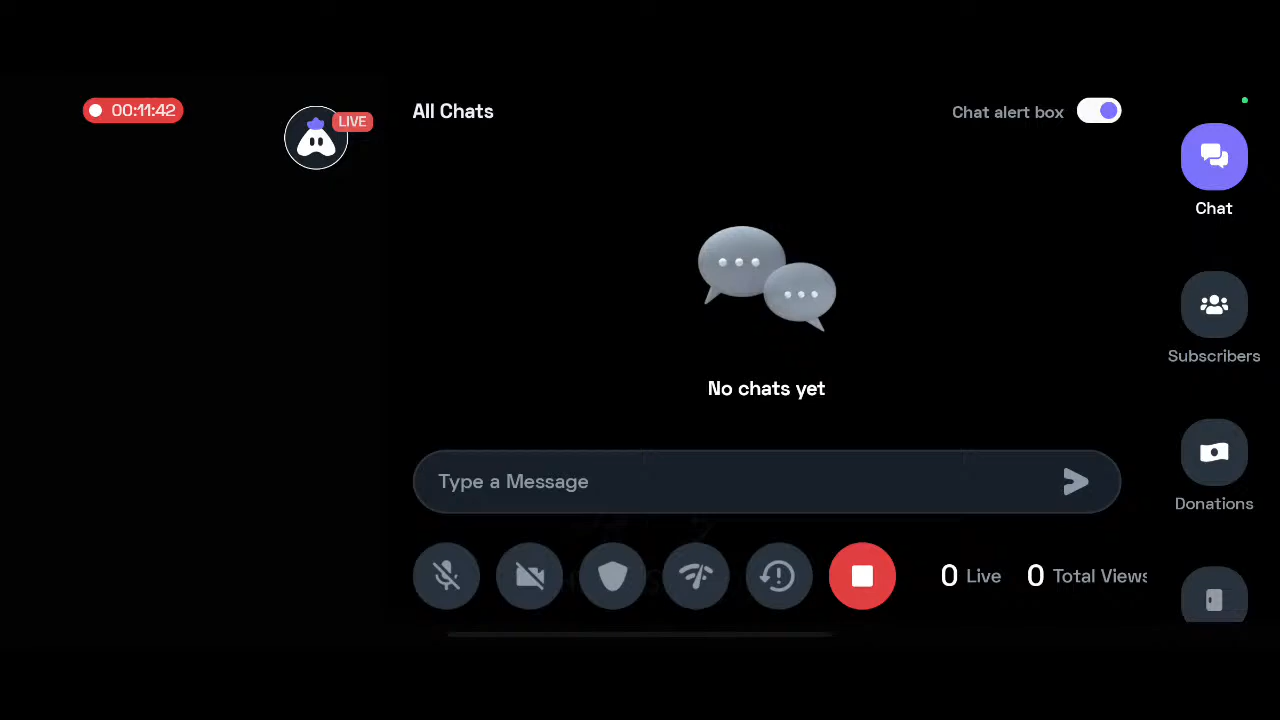 00:11:42
LIVE
All Chats
Chat alert box
Chat
No chats yet
Subscribers
Type a Message
Donations
0 Live
0 Total Views